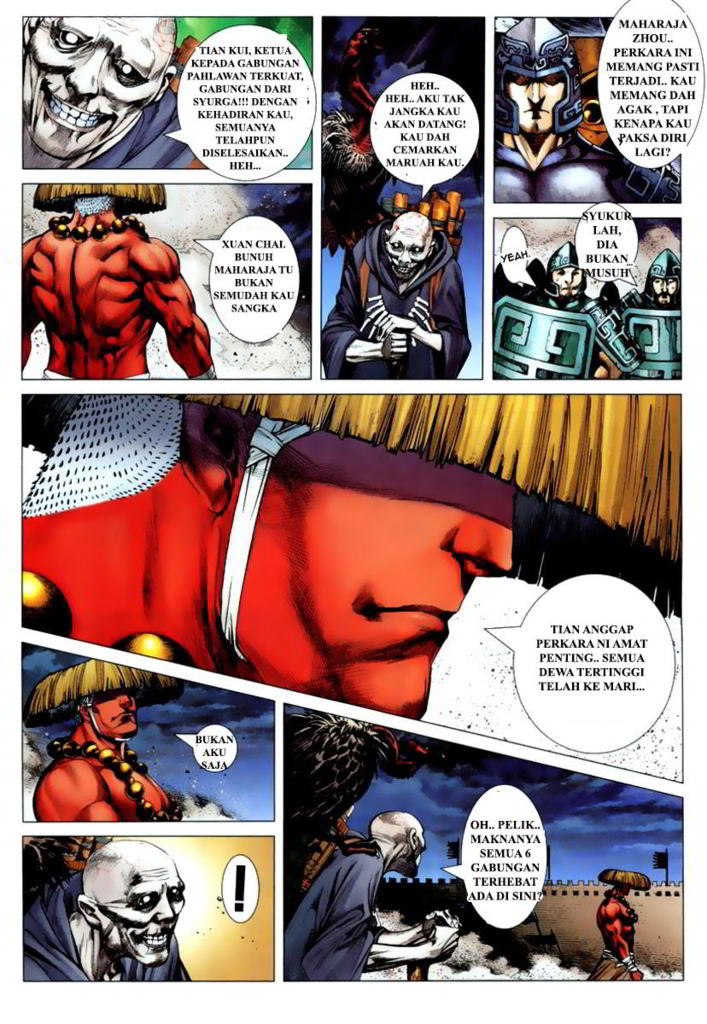 TIAN KUI, KETUA
KEPADA GABUNGAN
PAHLAWAN TERKUAT,
GABUNGAN DARI
SYURGA!!! DENGAN
KEHADIRAN KAU,
SEMUANYA
TELAHPUN
DISELESAIKAN..
HEH...
HEH..
HEH.. AKU TAK
JANGKA KAU
AKAN DATANG!
KAU DAH
CEMARKAN
MARUAH KAU.
MAHARAJA
ZHOU..
PERKARA INI
MEMANG PASTI
TERJADI.. KAU
MEMANG DAH
AGAK , TAPI
KENAPA KAU
PAKSA DIRI
LAGI?
XUAN CHAI,
BUNUH
MAHARAJA TU
BUKAN
SEMUDAH KAU
SANGKA
YEAH..
SYUKUR
LAH,
DIA
BUKAN
MUSUH...
TIAN ANGGAP
PERKARA NI AMAT
PENTING.. SEMUA
DEWA TERTINGGI
TELAH KE MARI...
BUKAN
AKU
SAJA
!
OH.. PELIK..
MAKNANYA
SEMUA 6
GABUNGAN
TERHEBAT
ADA DI SINI?